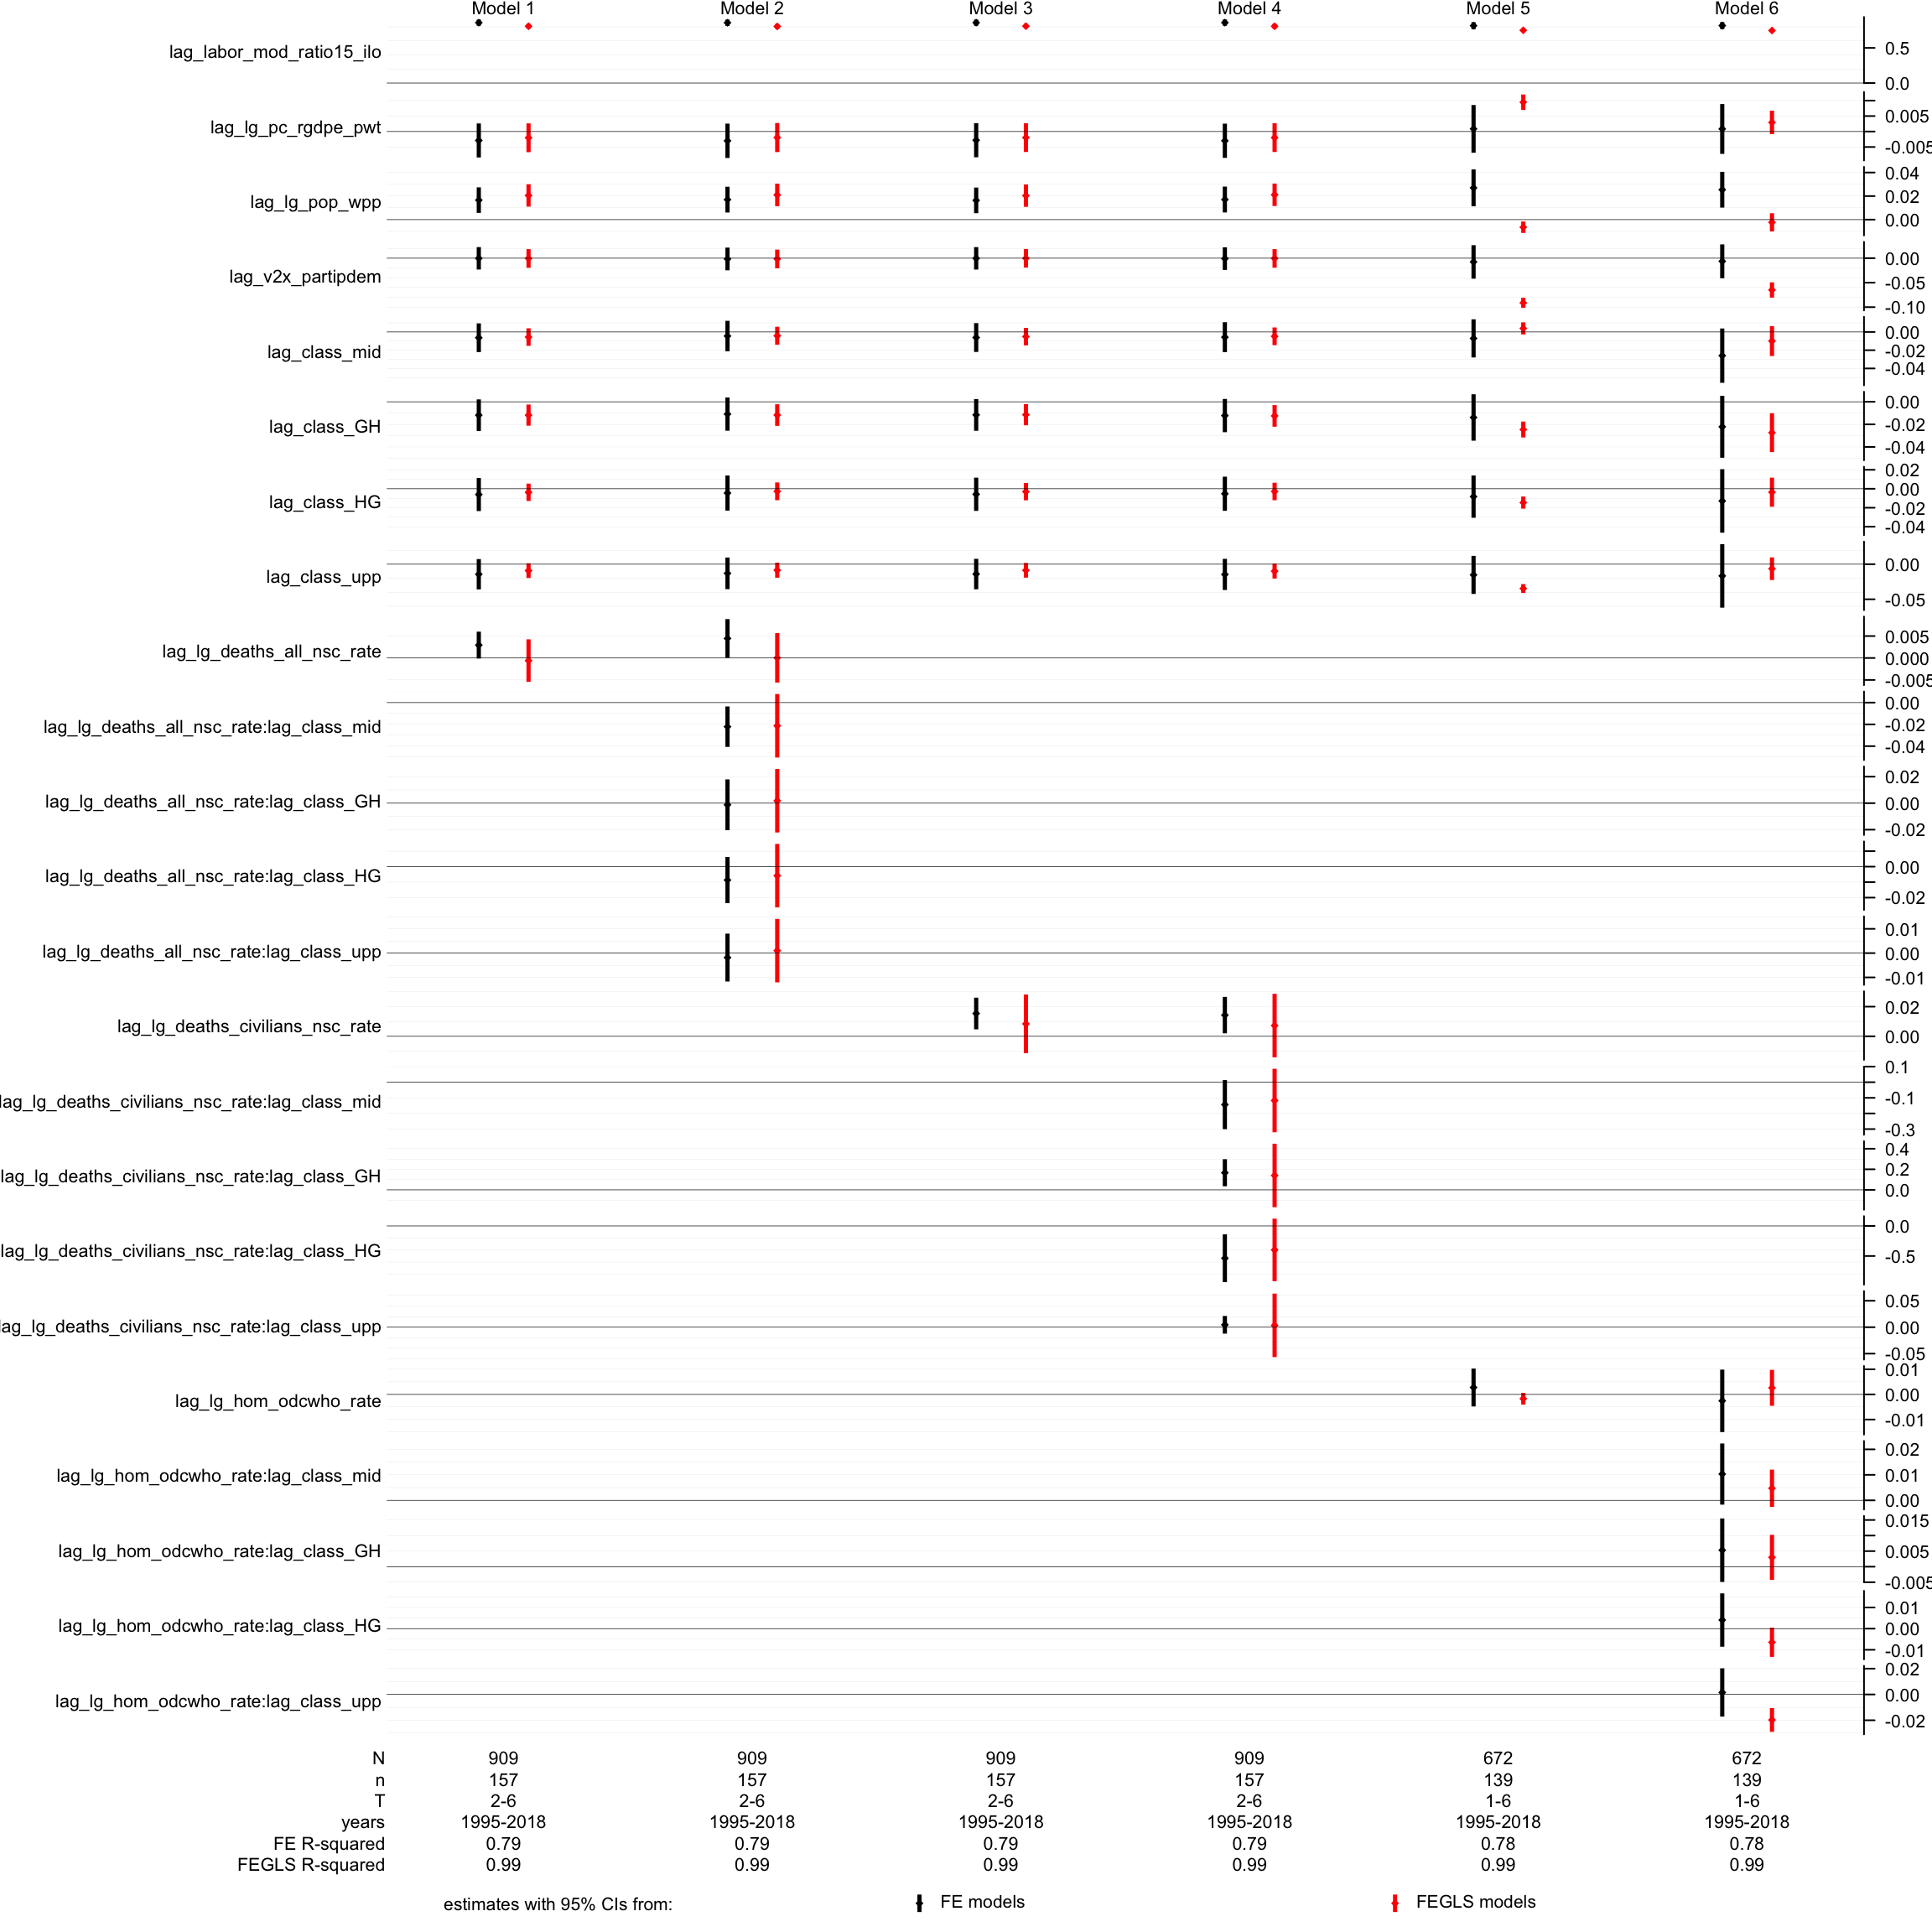 Model 1 Model 2 Model 3 Model 4 Model 5 Model 6
lag_labor_mod_ratio15_ilo
0.5
0.0
lag_lg_pc_rgdpe_pwt
0.005
-0.005
lag_lg_pop_wpp
0.04
0.02
0.00
lag_v2x_partipdem
0.00
-0.05
-0.10
lag_class_mid
0.00
-0.02
-0.04
lag_class_GH
0.00
-0.02
-0.04
lag_class_HG
0.02
0.00
-0.02
-0.04
lag_class_upp
0.00
-0.05
lag_lg_deaths_all_nsc_rate
0.005
0.000
-0.005
lag_lg_deaths_all_nsc_rate:lag_class_mid
0.00
-0.02
-0.04
lag_lg_deaths_all_nsc_rate:lag_class_GH
0.02
0.00
-0.02
lag_lg_deaths_all_nsc_rate:lag_class_HG
0.00
-0.02
lag_lg_deaths_all_nsc_rate:lag_class_upp
0.01
0.00
-0.01
lag_lg_deaths_civilians_nsc_rate
0.02
0.00
lag_lg_deaths_civilians_nsc_rate:lag_class_mid
0.1
-0.1
-0.3
lag_lg_deaths_civilians_nsc_rate:lag_class_GH
0.4
0.2
0.0
lag_lg_deaths_civilians_nsc_rate:lag_class_HG
0.0
-0.5
lag_lg_deaths_civilians_nsc_rate:lag_class_upp
0.05
0.00
-0.05
lag_lg_hom_odcwho_rate
0.01
0.00
-0.01
lag_lg_hom_odcwho_rate:lag_class_mid
0.02
0.01
0.00
lag_lg_hom_odcwho_rate:lag_class_GH
0.015
0.005
-0.005
lag_lg_hom_odcwho_rate:lag_class_HG
0.01
0.00
-0.01
lag_lg_hom_odcwho_rate:lag_class_upp
0.02
0.00
-0.02
N 909 909 909 909 672 672
n 157 157 157 157 139 139
T 2-6 2-6 2-6 2-6 1-6 1-6
years 1995-2018 1995-2018 1995-2018 1995-2018 1995-2018 1995-2018
FE R-squared 0.79 0.79 0.79 0.79 0.78 0.78
FEGLS R-squared 0.99 0.99 0.99 0.99 0.99 0.99
estimates with 95% CIs from: FE models FEGLS models